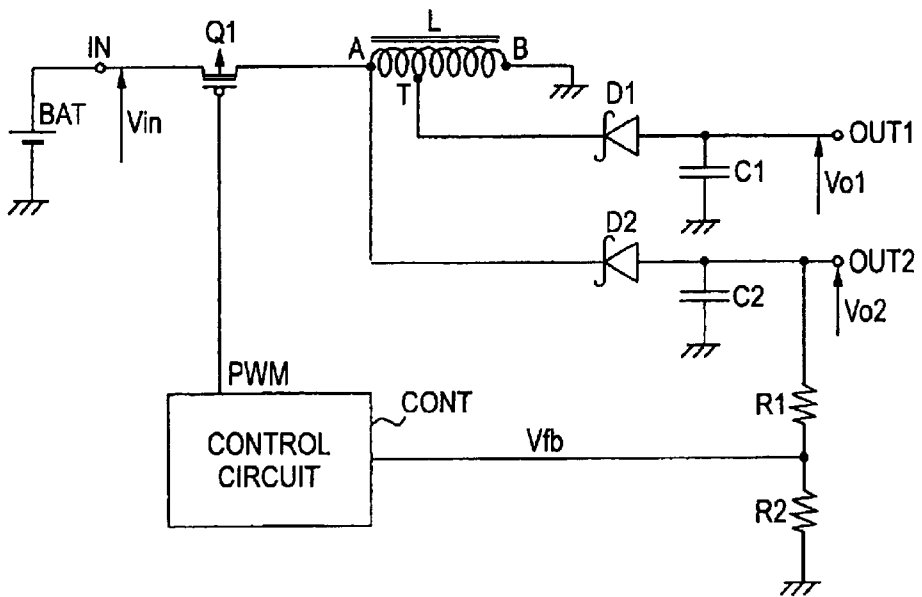 L
Q1
IN
A
B
T
D1
BAT
Vin
OUT1
C1
Vo1
D2
OUT2
C2
Vo2
PWM
CONT
R1
CONTROL
CIRCUIT
Vfb
R2